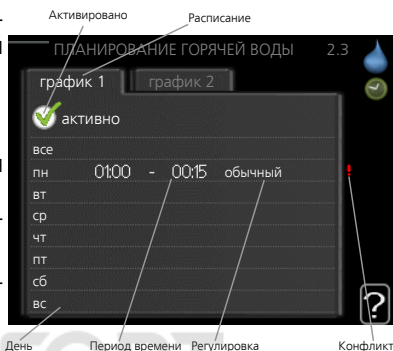 Активировано
Расписание
ПЛАНИРОВАНИЕ ГОРЯЧЕЙ ВОДЫ 2.3
график 1 график 2
активно
все
пн 01:00 - 00:15 обычный !
вт
ср
чт
пт
сб
вс
?
День Период времени Регулировка Конфликт